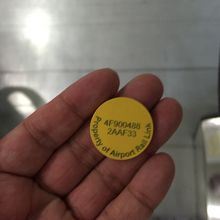 4F900488
2AAF33
Property of Airport Rail Link